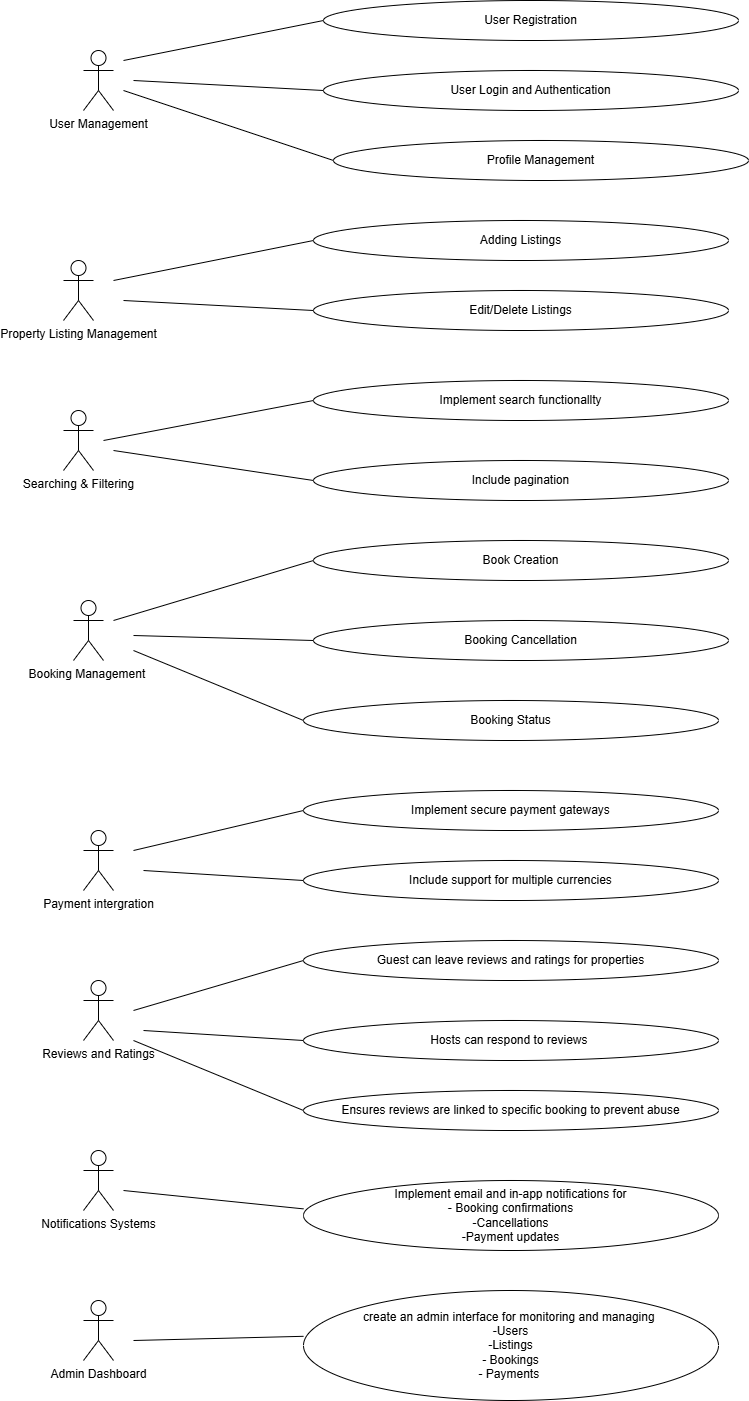 User Registration
User Login and Authentication
User Management
Profile Management
Adding Listings
Edit/Delete Listings
Property Listing Management
Implement search functionallty
Include pagination
Searching & Filtering
Book Creation
Booking Cancellation
Booking Management
Booking Status
Implement secure payment gateways
Include support for multiple currencies
Payment intergration
Guest can leave reviews and ratings for properties
Hosts can respond to reviews
Reviews and Ratings
Ensures reviews are linked to specific booking to prevent abuse
Implement email and in-app notifications for
- Booking confirmations
-Cancellations
-Payment updates
Notifications Systems
create an admin interface for monitoring and managing
-Users
-Listings
- Bookings
- Payments
Admin Dashboard